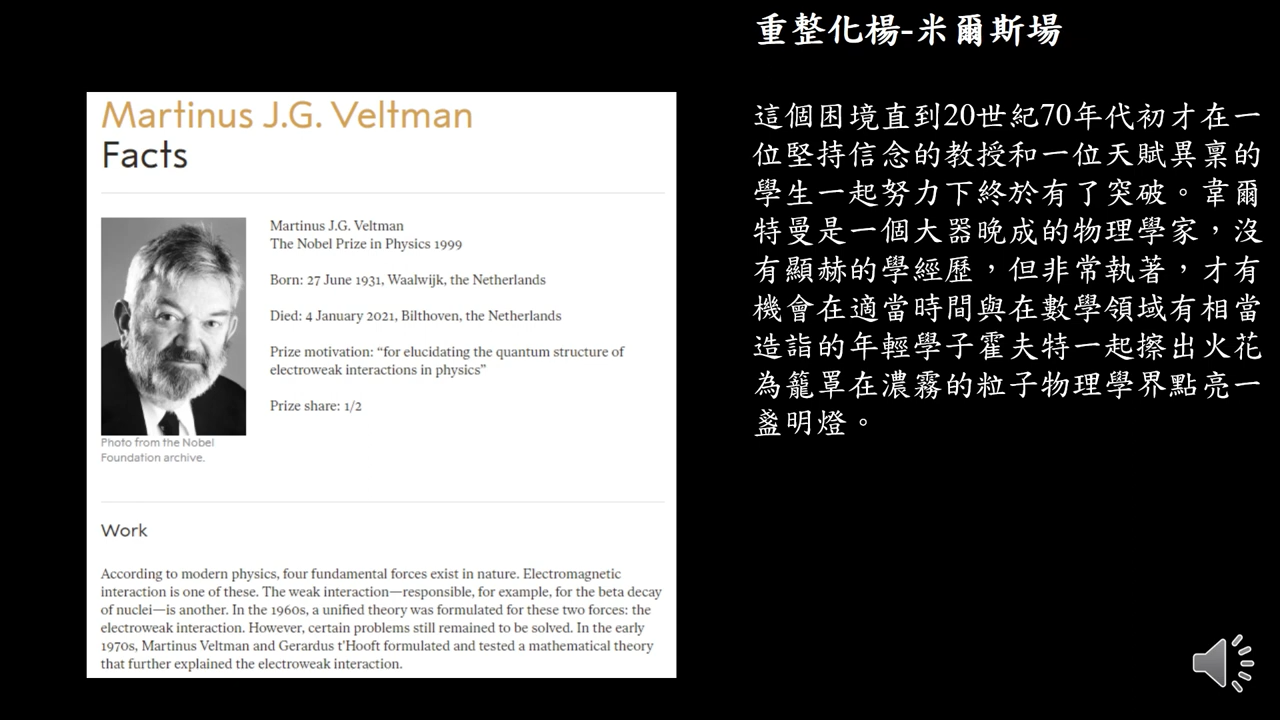 重整化楊-米爾斯場
Martinus J.G. Veltman
Facts
Martinus J.G. Veltman
The Nobel Prize in Physics 1999
Born: 27 June 1931, Waalwijk, the Netherlands
Died: 4 January 2021, Bilthoven, the Netherlands
Prize motivation: “for elucidating the quantum structure of
electroweak interactions in physics”
Prize share: 1/2
Photo from the Nobel
Foundation archive.
Work
According to modern physics, four fundamental forces exist in nature. Electromagnetic
interaction is one of these. The weak interaction—responsible, for example, for the beta decay
of nuclei—is another. In the 1960s, a unified theory was formulated for these two forces: the
electroweak interaction. However, certain problems still remained to be solved. In the early
1970s, Martinus Veltman and Gerardus t'Hooft formulated and tested a mathematical theory
that further explained the electroweak interaction.
這個困境直到20世紀70年代初才在一
位堅持信念的教授和一位天賦異稟的
學生一起努力下終於有了突破。韋爾
特曼是一個大器晚成的物理學家，沒
有顯赫的學經歷，但非常執著，才有
機會在適當時間與在數學領域有相當
造詣的年輕學子霍夫特一起擦出火花
為籠罩在濃霧的粒子物理學界點亮一
盞明燈。